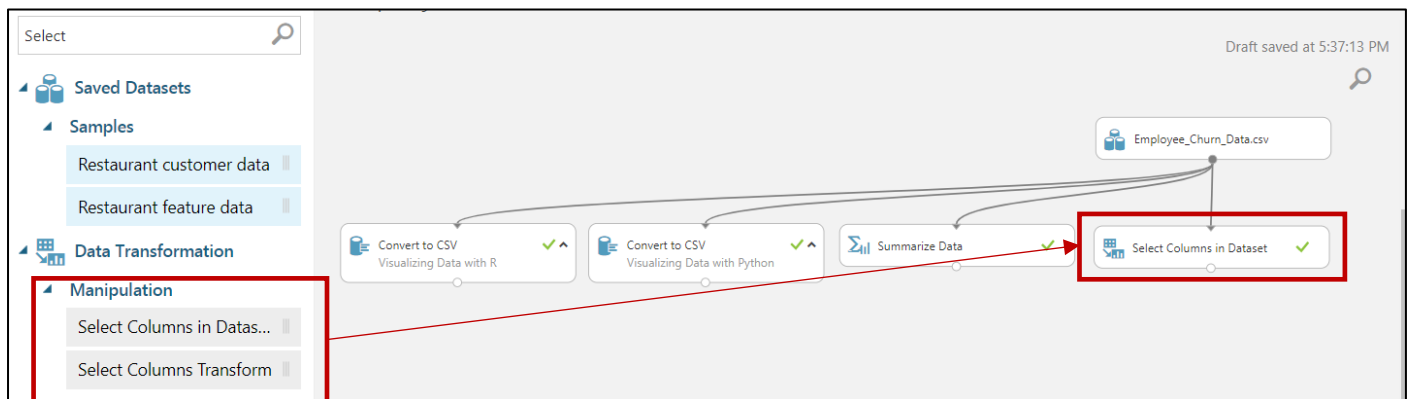 Select
Draft saved at 5:37:13 PM
Saved Datasets
Samples
Restaurant customer data
Restaurant feature data
Data Transformation
Manipulation
Select Columns in Datas...
Select Columns Transform
Employee_Churn_Data.csv
Convert to CSV
Visualizing Data with R
Convert to CSV
Visualizing Data with Python
Summarize Data
Select Columns in Dataset